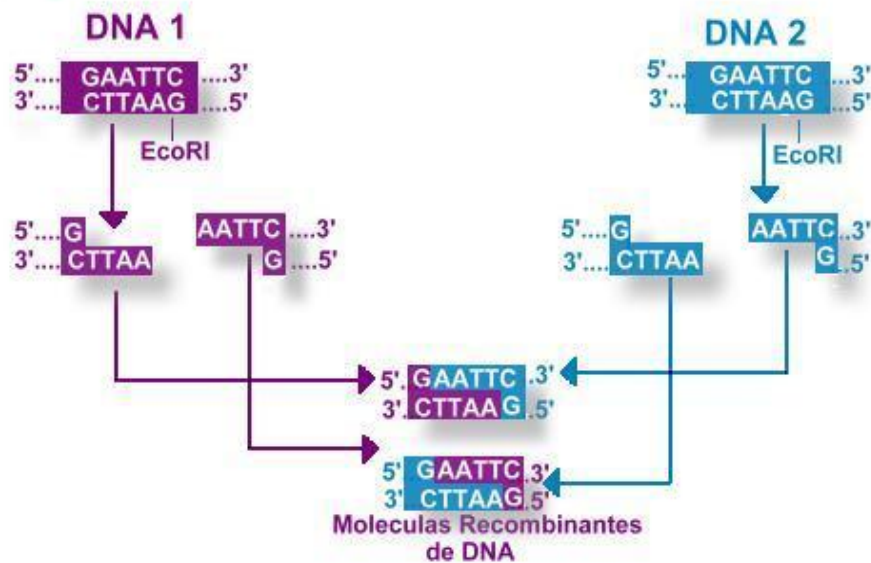 DNA 1
5'.... GAATTC ....3'
3'.... CTTAAG ....5'
EcoRI
DNA 2
5'.... GAATTC ....3'
3'.... CTTAAG ....5'
EcoRI
5'.... G
3'.... CTTAA
AATTC ....3'
G ....5'
5'.... G
3'.... CTTAA
AATTC ..3'
G ..5'
5'. GAATTC .3'
3'. CTTAAG .5'
5' GAATTC .3'
3' CTTAAG .5'
Moleculas Recombinantes
de DNA